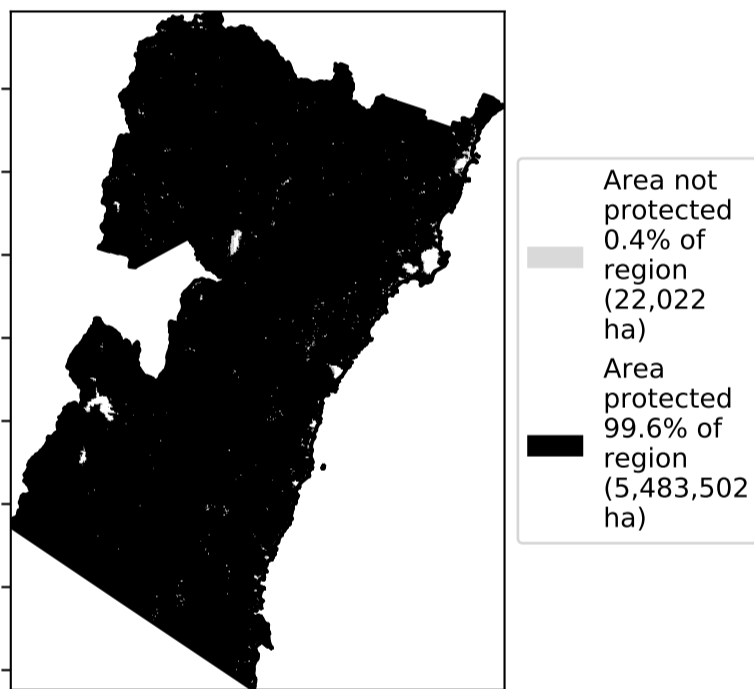 Area not
protected
0.4% of
region
(22,022
ha)
Area
protected
99.6% of
region
(5,483,502
ha)